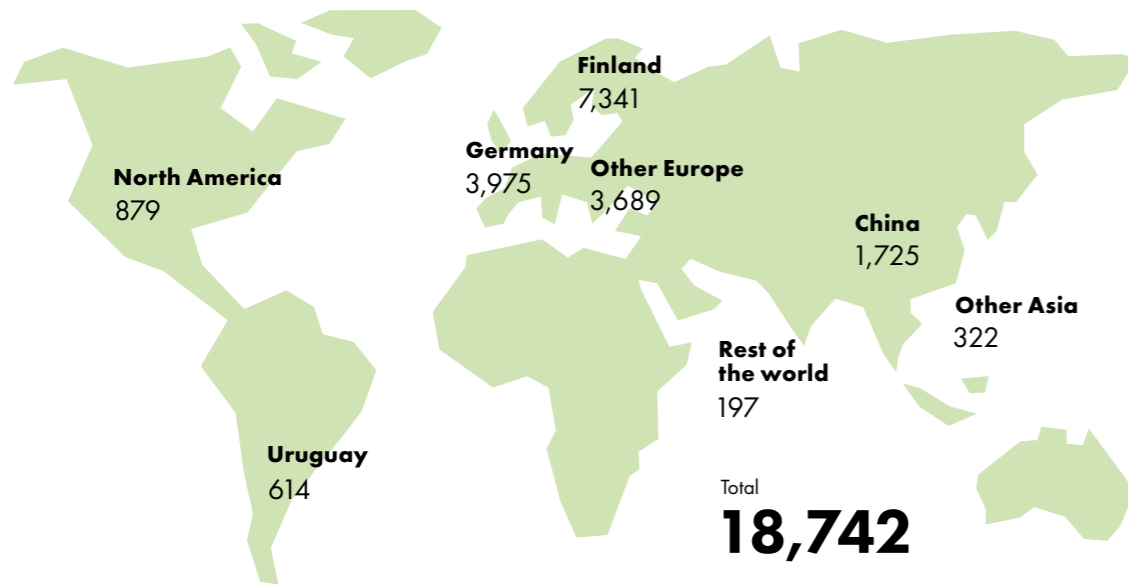 Finland
7,341
Germany
3,975
Other Europe
3,689
North America
879
China
1,725
Other Asia
322
Rest of
the world
197
Uruguay
614
Total
18,742